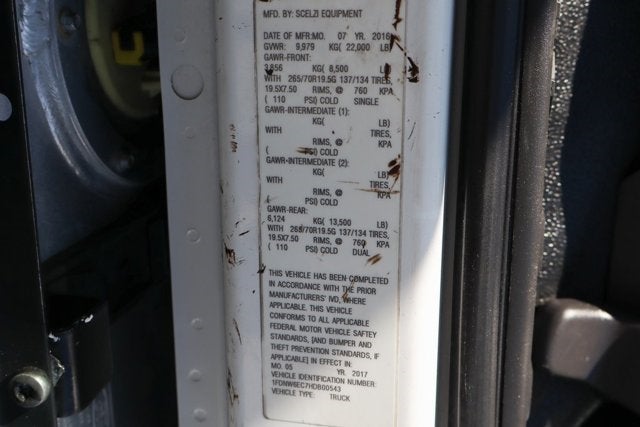 MFD. BY: SCELZI EQUIPMENT
DATE OF MFR:MO. 07 YR. 2016
GVWR: 9,979 KG( 22,000 LB)
GAWR-FRONT:
3,856 KG( 8,500 LB)
WITH 265/70R19.5G 137/134 TIRES,
19.5X7.50 RIMS, @ 760 KPA
( 110 PSI) COLD SINGLE
GAWR-INTERMEDIATE (1):
KG( LB)
WITH TIRES,
RIMS, @ KPA
( PSI) COLD
GAWR-INTERMEDIATE (2):
KG( LB)
WITH TIRES,
RIMS, @ KPA
( PSI) COLD
GAWR-REAR:
6,124 KG( 13,500 LB)
WITH 265/70R19.5G 137/134 TIRES,
19.5X7.50 RIMS, @ 760 KPA
( 110 PSI) COLD DUAL
THIS VEHICLE HAS BEEN COMPLETED
IN ACCORDANCE WITH THE PRIOR
MANUFACTURERS' IVD, WHERE
APPLICABLE. THIS VEHICLE
CONFORMS TO ALL APPLICABLE
FEDERAL MOTOR VEHICLE SAFTEY
STANDARDS, [AND BUMPER AND
THEFT PREVENTION STANDARDS, IF
APPLICABLE] IN EFFECT IN:
MO. 05 YR. 2017
VEHICLE IDENTIFICATION NUMBER:
1FDNW6EC7HDB00543
VEHICLE TYPE: TRUCK